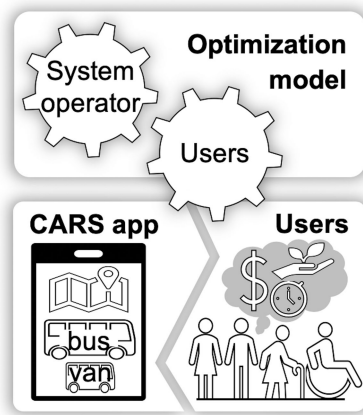 System
operator
Optimization
model
Users
CARS app
Users
$
bus
van